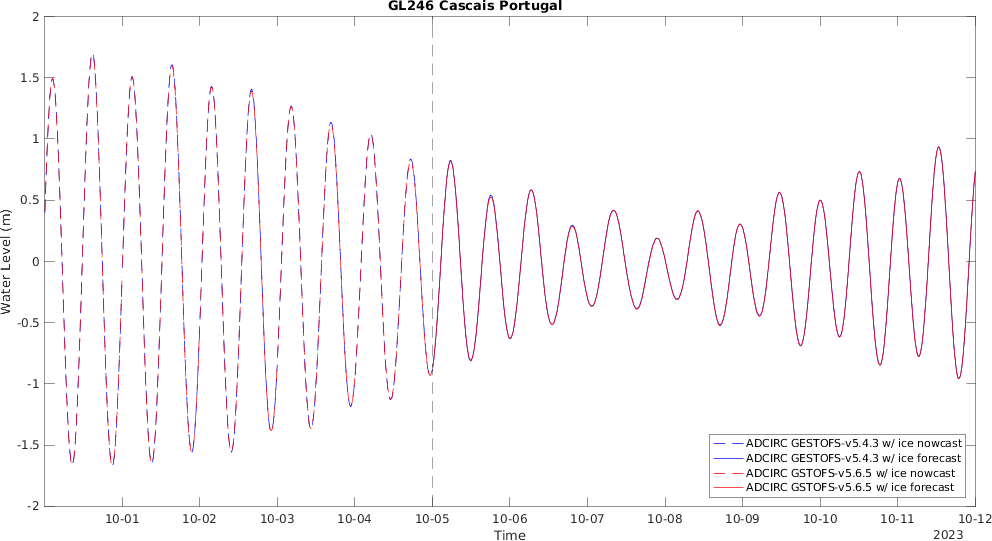 GL246 Cascais Portugal
2
1.5
1
0.5
0
-0.5
-1
-1.5
-2
Water Level (m)
10-01 10-02 10-03 10-04 10-05 10-06 10-07 10-08 10-09 10-10 10-11 10-12
Time
2023
ADCIRC GESTOFS-v5.4.3 w/ ice nowcast
ADCIRC GESTOFS-v5.4.3 w/ ice forecast
ADCIRC GSTOFS-v5.6.5 w/ ice nowcast
ADCIRC GSTOFS-v5.6.5 w/ ice forecast